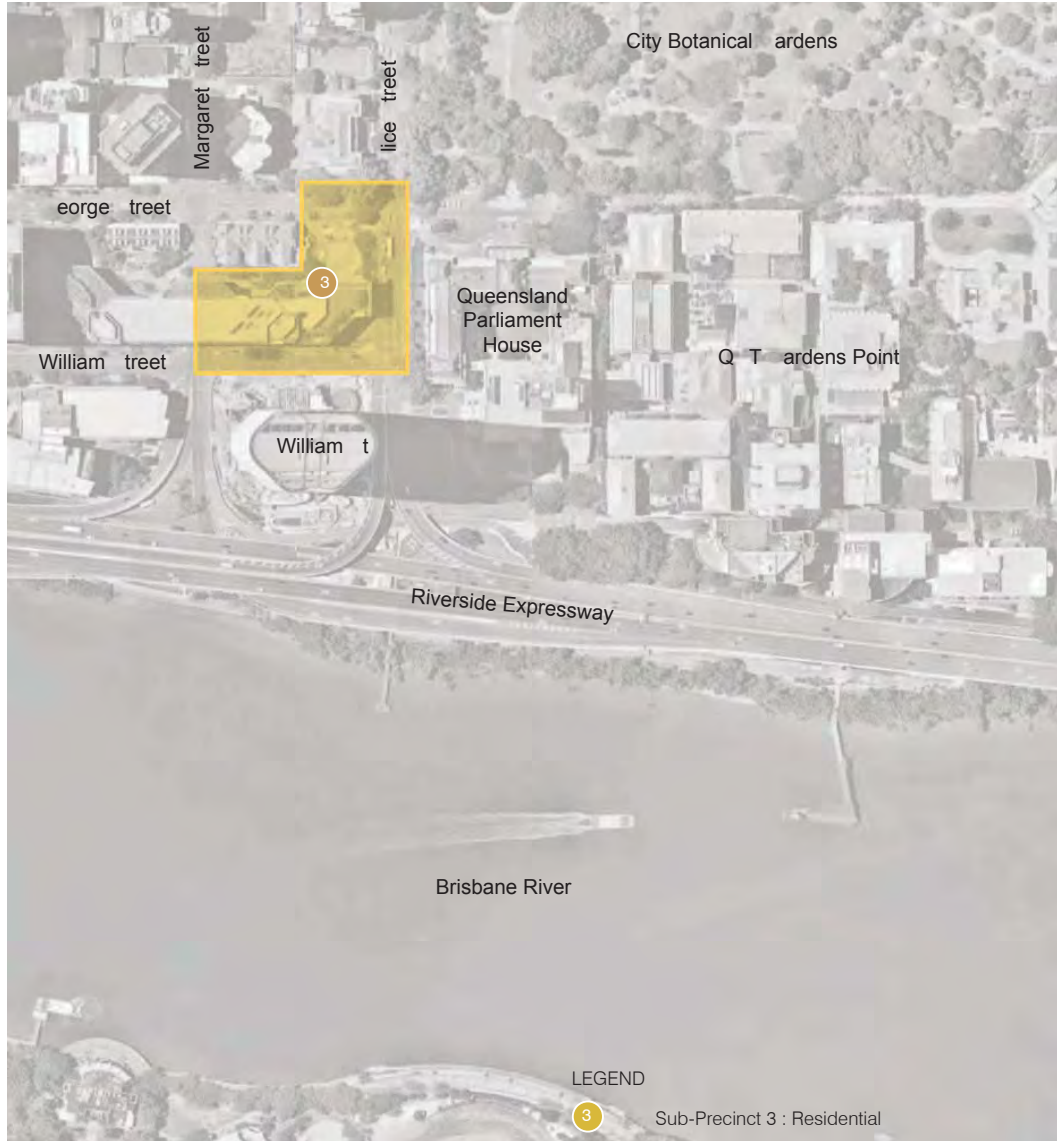 City Botanical ardens
Margaret treet
lice treet
eorge treet
3
Queensland
Parliament
House
Q T ardens Point
William treet
William t
Riverside Expressway
Brisbane River
LEGEND
3 Sub-Precinct 3 : Residential